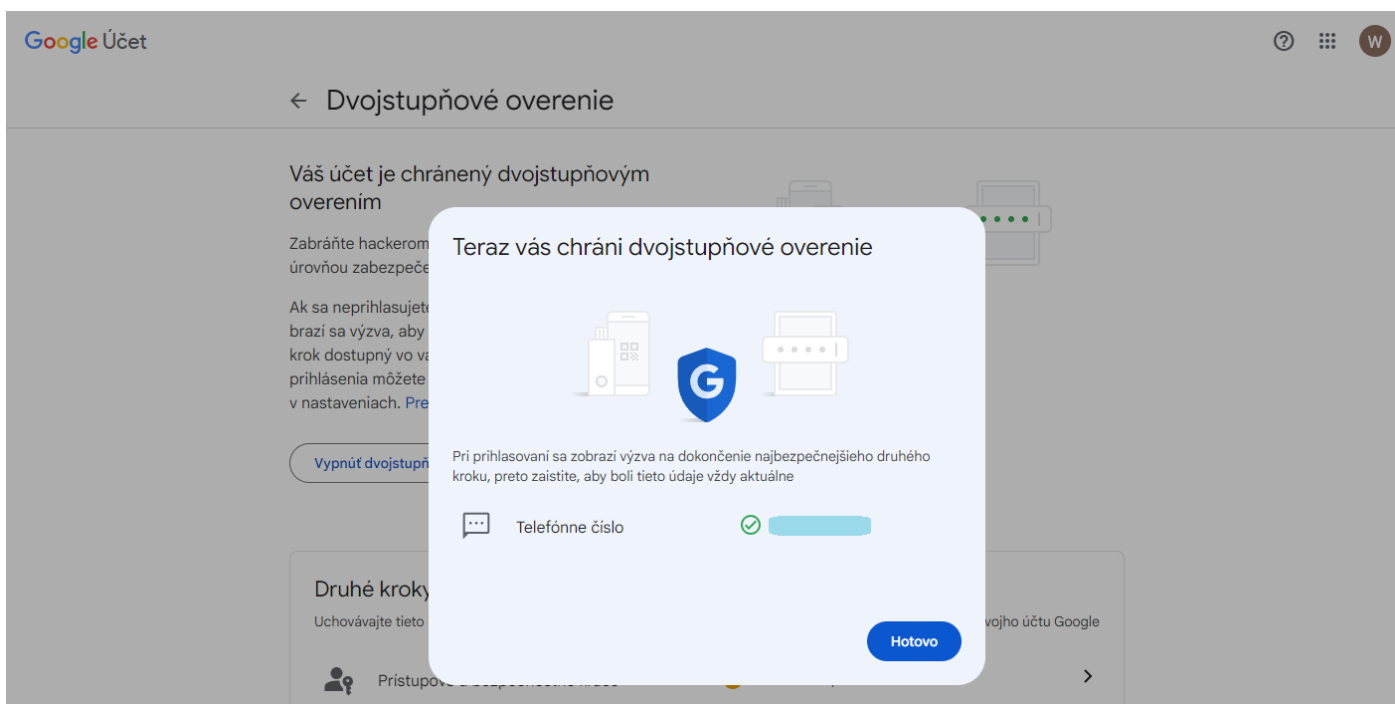 Google Účet
W
Dvojstupňové overenie
Váš účet je chránený dvojstupňovým
overením
Zabráňte hackerom
úrovňou zabezpeče
Ak sa neprihlasujete
brazí sa výzva, aby
krok dostupný vo va
prihlásenia môžete
v nastaveniach. Pre
Vypnúť dvojstupň
Teraz vás chráni dvojstupňové overenie
G
Pri prihlasovaní sa zobrazí výzva na dokončenie najbezpečnejšieho druhého
kroku, preto zaistite, aby boli tieto údaje vždy aktuálne
Telefónne číslo
Hotovo
Druhé kroky
Uchovávajte tieto
vojho účtu Google